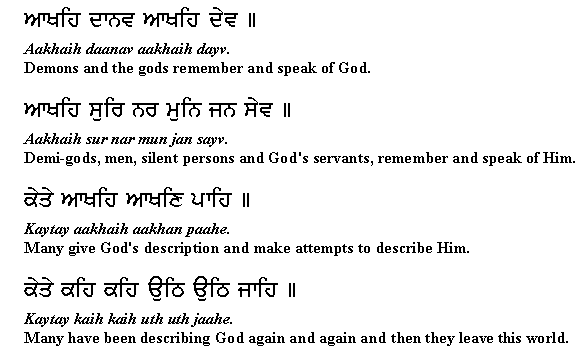 ਆਖਹਿ ਦਾਨਵ ਆਖਹਿ ਦੇਵ ॥
Aakhaih daanav aakhaih dayv.
Demons and the gods remember and speak of God.
ਆਖਹਿ ਸੁਰਿ ਨਰ ਮੁਨਿ ਜਨ ਸੇਵ ॥
Aakhaih sur nar mun jan sayv.
Demi-gods, men, silent persons and God's servants, remember and speak of Him.
ਕੇਤੇ ਆਖਹਿ ਆਖਣਿ ਪਾਹਿ ॥
Kaytay aakhaih aakhan paahe.
Many give God's description and make attempts to describe Him.
ਕੇਤੇ ਕਹਿ ਕਹਿ ਉਠਿ ਉਠਿ ਜਾਹਿ ॥
Kaytay kaih kaih uth uth jaahe.
Many have been describing God again and again and then they leave this world.